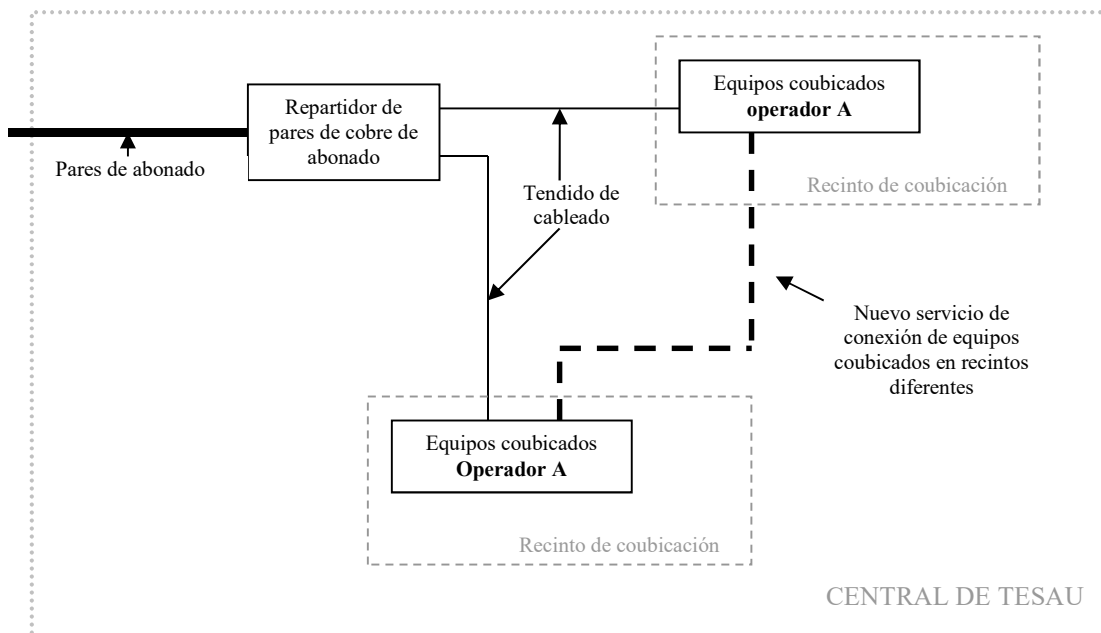 Equipos coubicados
operador A
Recinto de coubicación
Repartidor de
pares de cobre de
abonado
Pares de abonado
Tendido de
cableado
Nuevo servicio de
conexión de equipos
coubicados en recintos
diferentes
Equipos coubicados
Operador A
Recinto de coubicación
CENTRAL DE TESAU